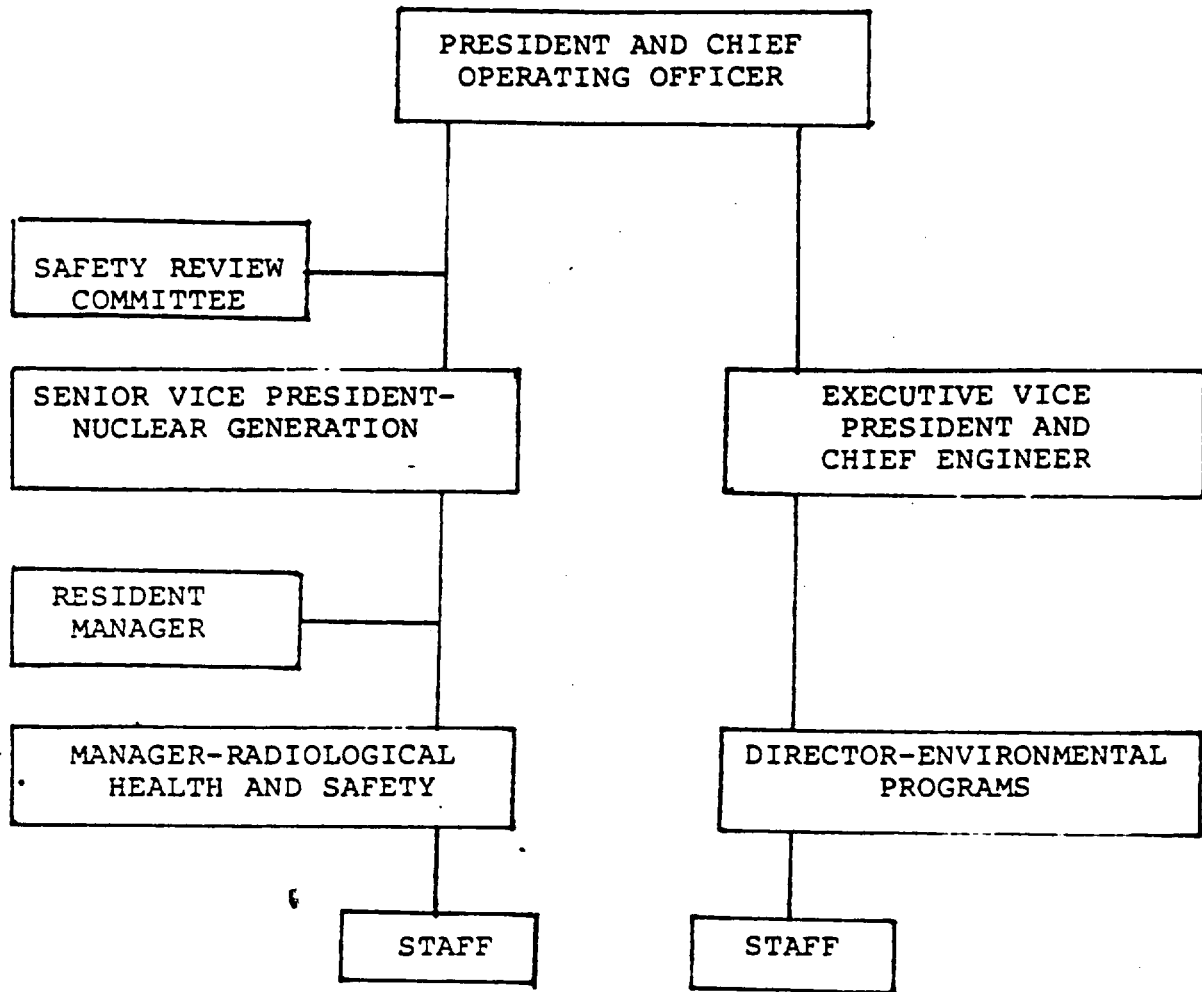 PRESIDENT AND CHIEF
OPERATING OFFICER
SAFETY REVIEW
COMMITTEE
SENIOR VICE PRESIDENT-
NUCLEAR GENERATION
EXECUTIVE VICE
PRESIDENT AND
CHIEF ENGINEER
RESIDENT
MANAGER
MANAGER-RADIOLOGICAL
HEALTH AND SAFETY
DIRECTOR-ENVIRONMENTAL
PROGRAMS
STAFF
STAFF